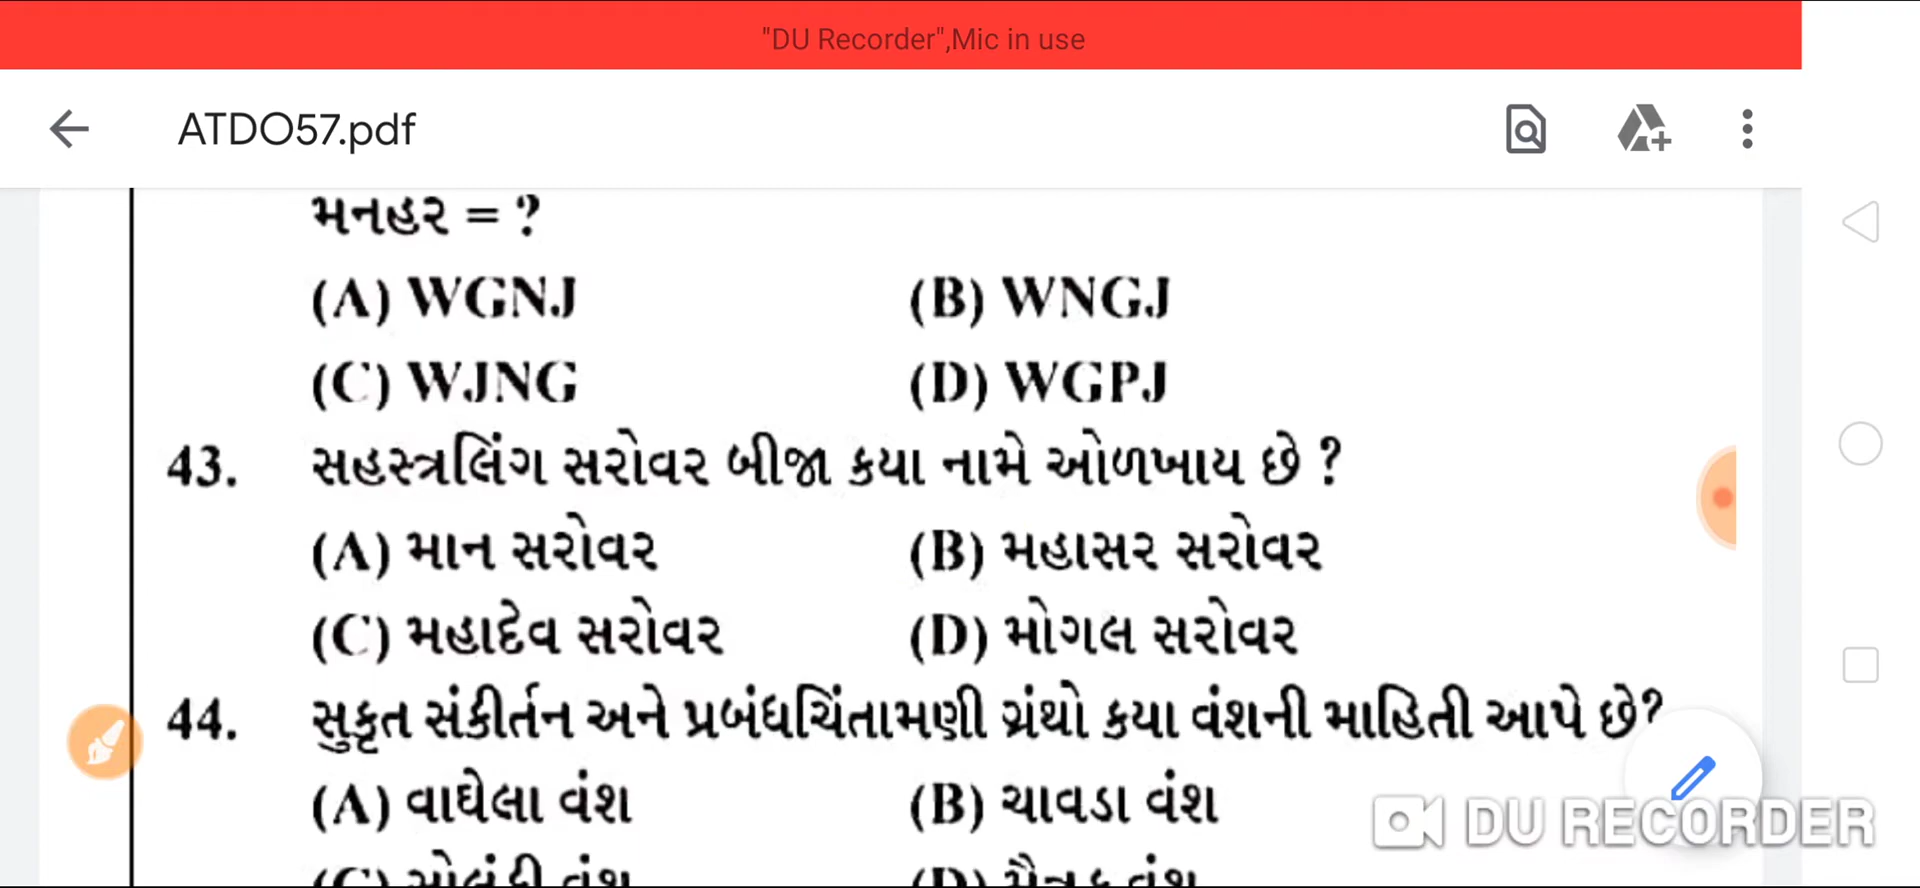 "DU Recorder",Mic in use
ATDO57.pdf
મનહર = ?
(A) WGNJ (B) WNGJ
(C) WJNG (D) WGPJ
43. સહસ્ત્રલિંગ સરોવર બીજા કયા નામે ઓળખાય છે ?
(A) માન સરોવર (B) મહાસર સરોવર
(C) મહાદેવ સરોવર (D) મોગલ સરોવર
44. સુકૃત સંકીર્તન અને પ્રબંધચિંતામણી ગ્રંથો કયા વંશની માહિતી આપે છે?
(A) વાઘેલા વંશ (B) ચાવડા વંશ
(C) સોલંકી વંશ (D) મૈત્રક વંશ
DU RECORDER